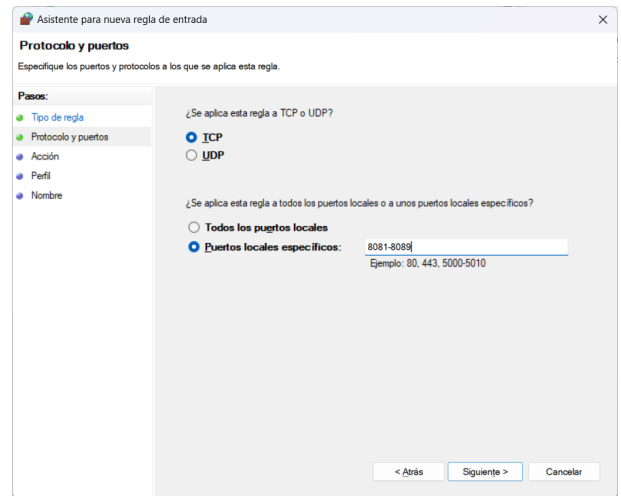 Asistente para nueva regla de entrada
Protocolo y puertos
Especifique los puertos y protocolos a los que se aplica esta regla.
Pasos:
Tipo de regla
Protocolo y puertos
Acción
Perfil
Nombre
¿Se aplica esta regla a TCP o UDP?
TCP
UDP
¿Se aplica esta regla a todos los puertos locales o a unos puertos locales específicos?
Todos los puertos locales
Puertos locales específicos: 8081-8089
Ejemplo: 80, 443, 5000-5010
< Atrás Siguiente > Cancelar